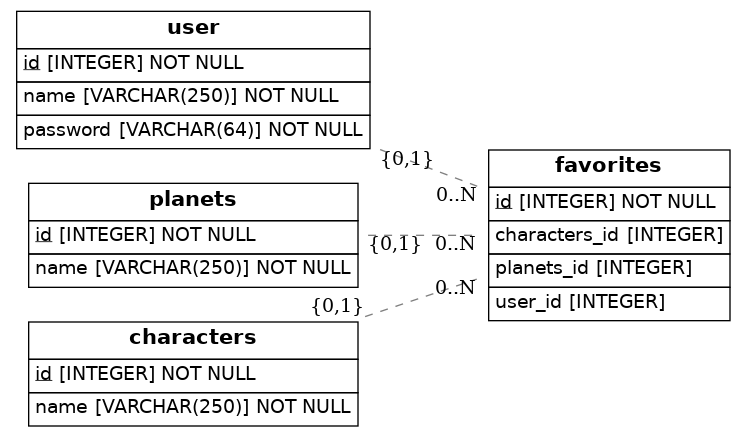 user
id [INTEGER] NOT NULL
name [VARCHAR(250)] NOT NULL
password [VARCHAR(64)] NOT NULL
{0,1}
0..N
planets
id [INTEGER] NOT NULL
name [VARCHAR(250)] NOT NULL
{0,1}
0..N
characters
id [INTEGER] NOT NULL
name [VARCHAR(250)] NOT NULL
{0,1}
0..N
favorites
id [INTEGER] NOT NULL
characters_id [INTEGER]
planets_id [INTEGER]
user_id [INTEGER]